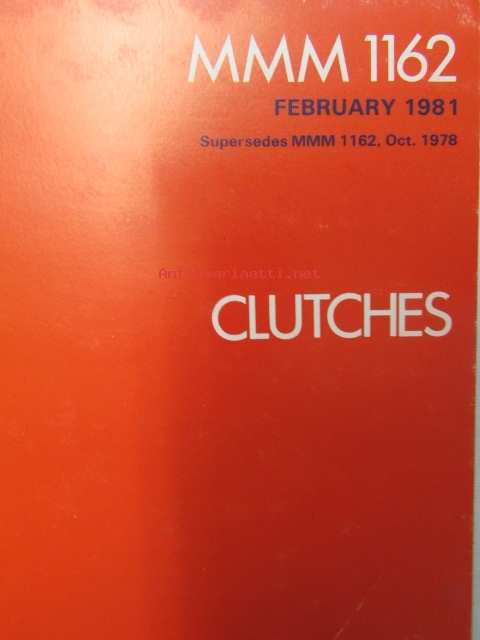 MMM 1162
FEBRUARY 1981
Supersedes MMM 1162, Oct. 1978
Antikvariaatti.net
CLUTCHES